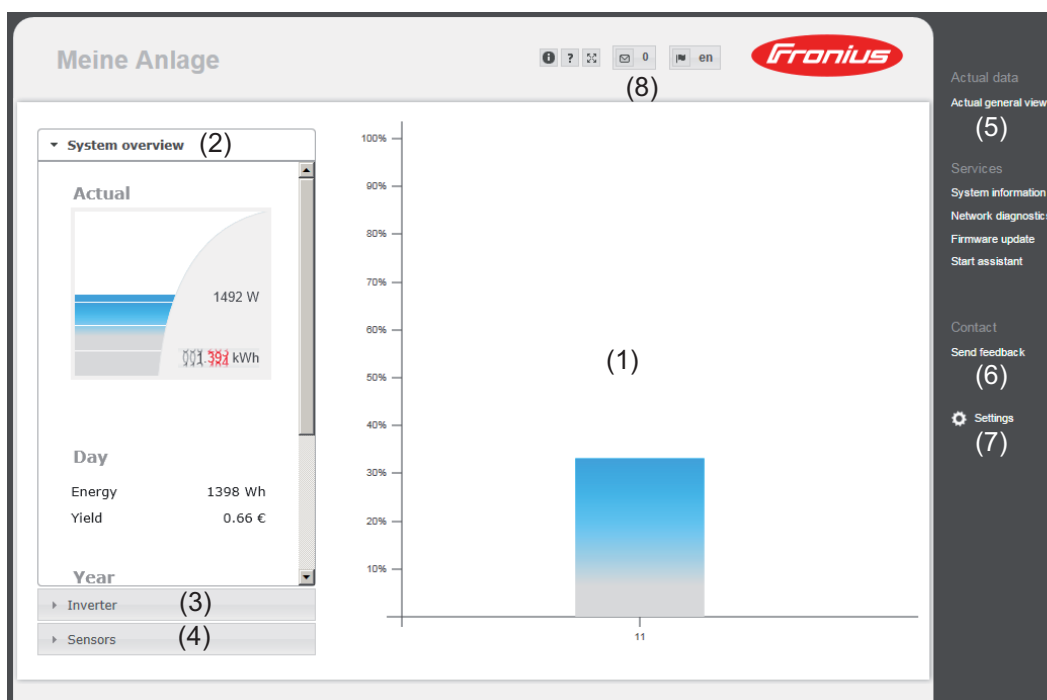 Meine Anlage
i ? 0 en
Fronius
(8)
System overview (2)
Actual
1492 W
kWh
Day
Energy 1398 Wh
Yield 0.66 €
Year
Inverter (3)
Sensors (4)
100%
90%
80%
70%
60%
50%
40%
30%
20%
10%
(1)
11
Actual data
Actual general view
(5)
Services
System information
Network diagnostics
Firmware update
Start assistant
Contact
Send feedback
(6)
Settings
(7)